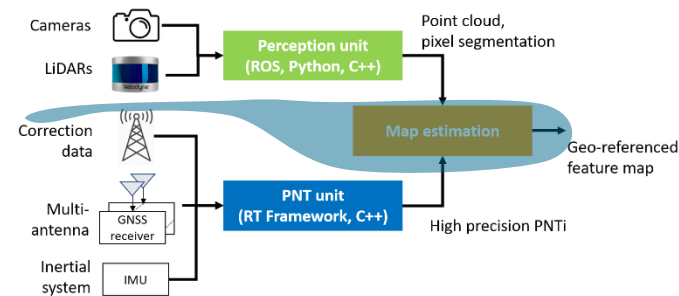 Cameras
LiDARs
Velodyne
Correction
data
Multi-
antenna
GNSS
receiver
Inertial
system
IMU
Perception unit
(ROS, Python, C++)
PNT unit
(RT Framework, C++)
Point cloud,
pixel segmentation
Map estimation
High precision PNTi
Geo-referenced
feature map